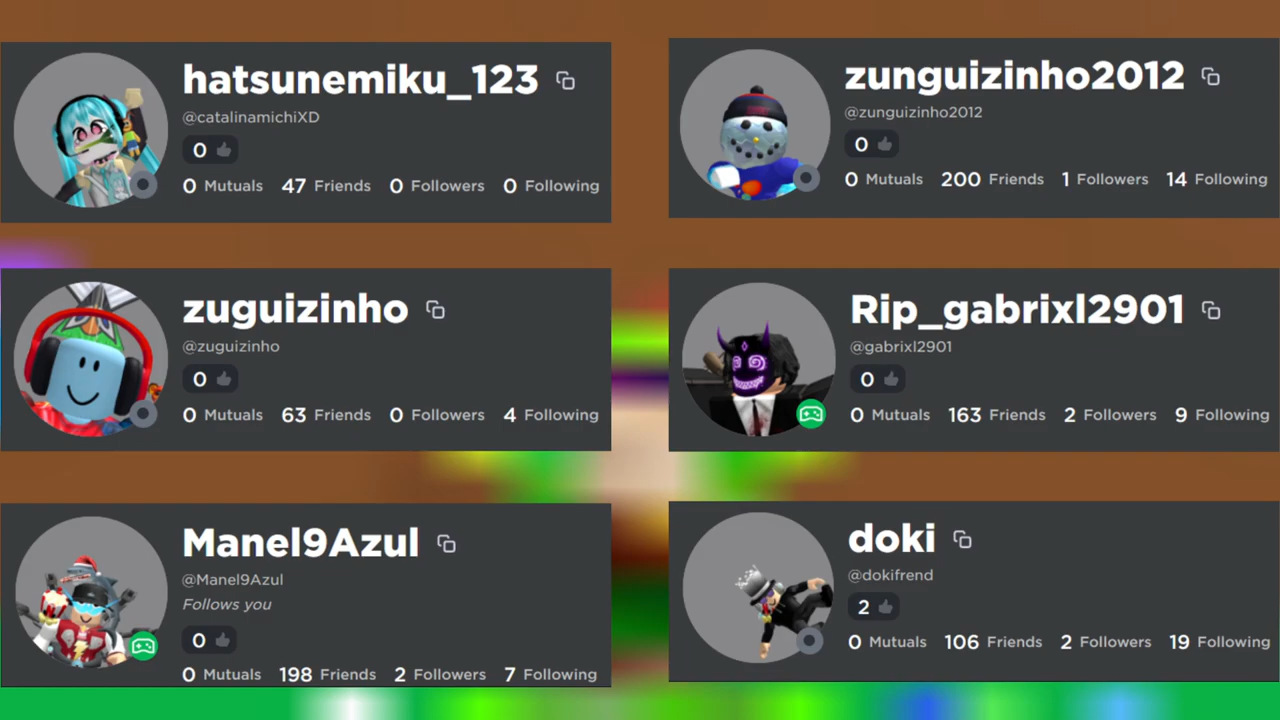 hatsunemiku_123
@catalinamichiXD
0
0 Mutuals 47 Friends 0 Followers 0 Following
zunguizinho2012
@zunguizinho2012
0
0 Mutuals 200 Friends 1 Followers 14 Following
zuguizinho
@zuguizinho
0
0 Mutuals 63 Friends 0 Followers 4 Following
Rip_gabrixl2901
@gabrixl2901
0
0 Mutuals 163 Friends 2 Followers 9 Following
Manel9Azul
@Manel9Azul
Follows you
0
0 Mutuals 198 Friends 2 Followers 7 Following
doki
@dokifrend
2
0 Mutuals 106 Friends 2 Followers 19 Following